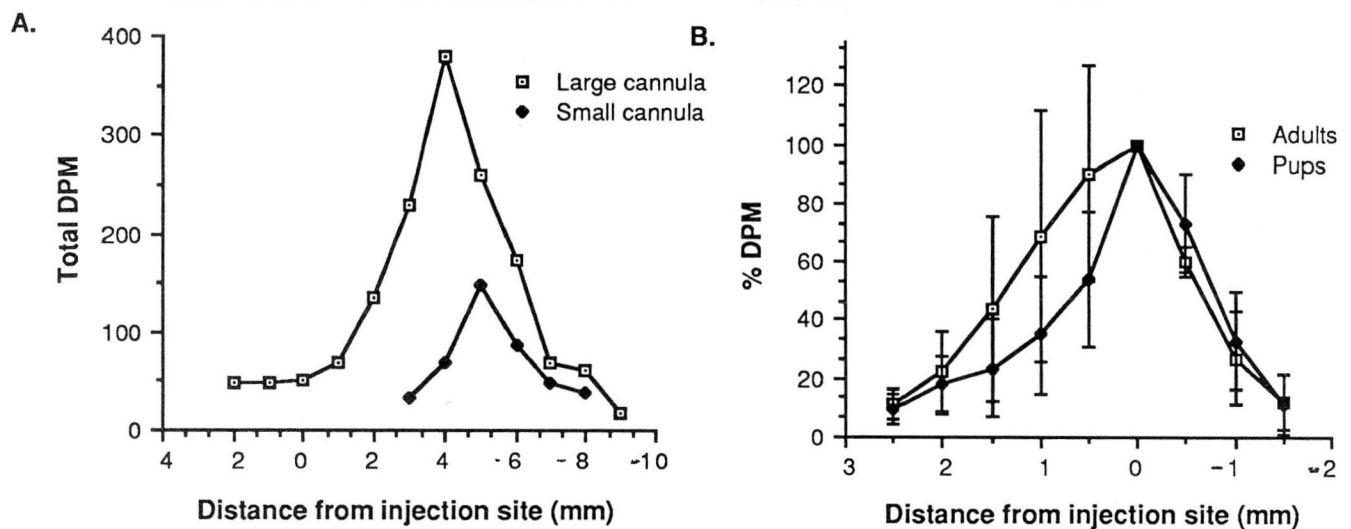 A.
400
300
200
100
0
Total DPM
Large cannula
Small cannula
4 2 0 2 4 - 6 - 8 -10
Distance from injection site (mm)
B.
120
100
80
60
40
20
0
% DPM
Adults
Pups
3 2 1 0 -1 -2
Distance from injection site (mm)